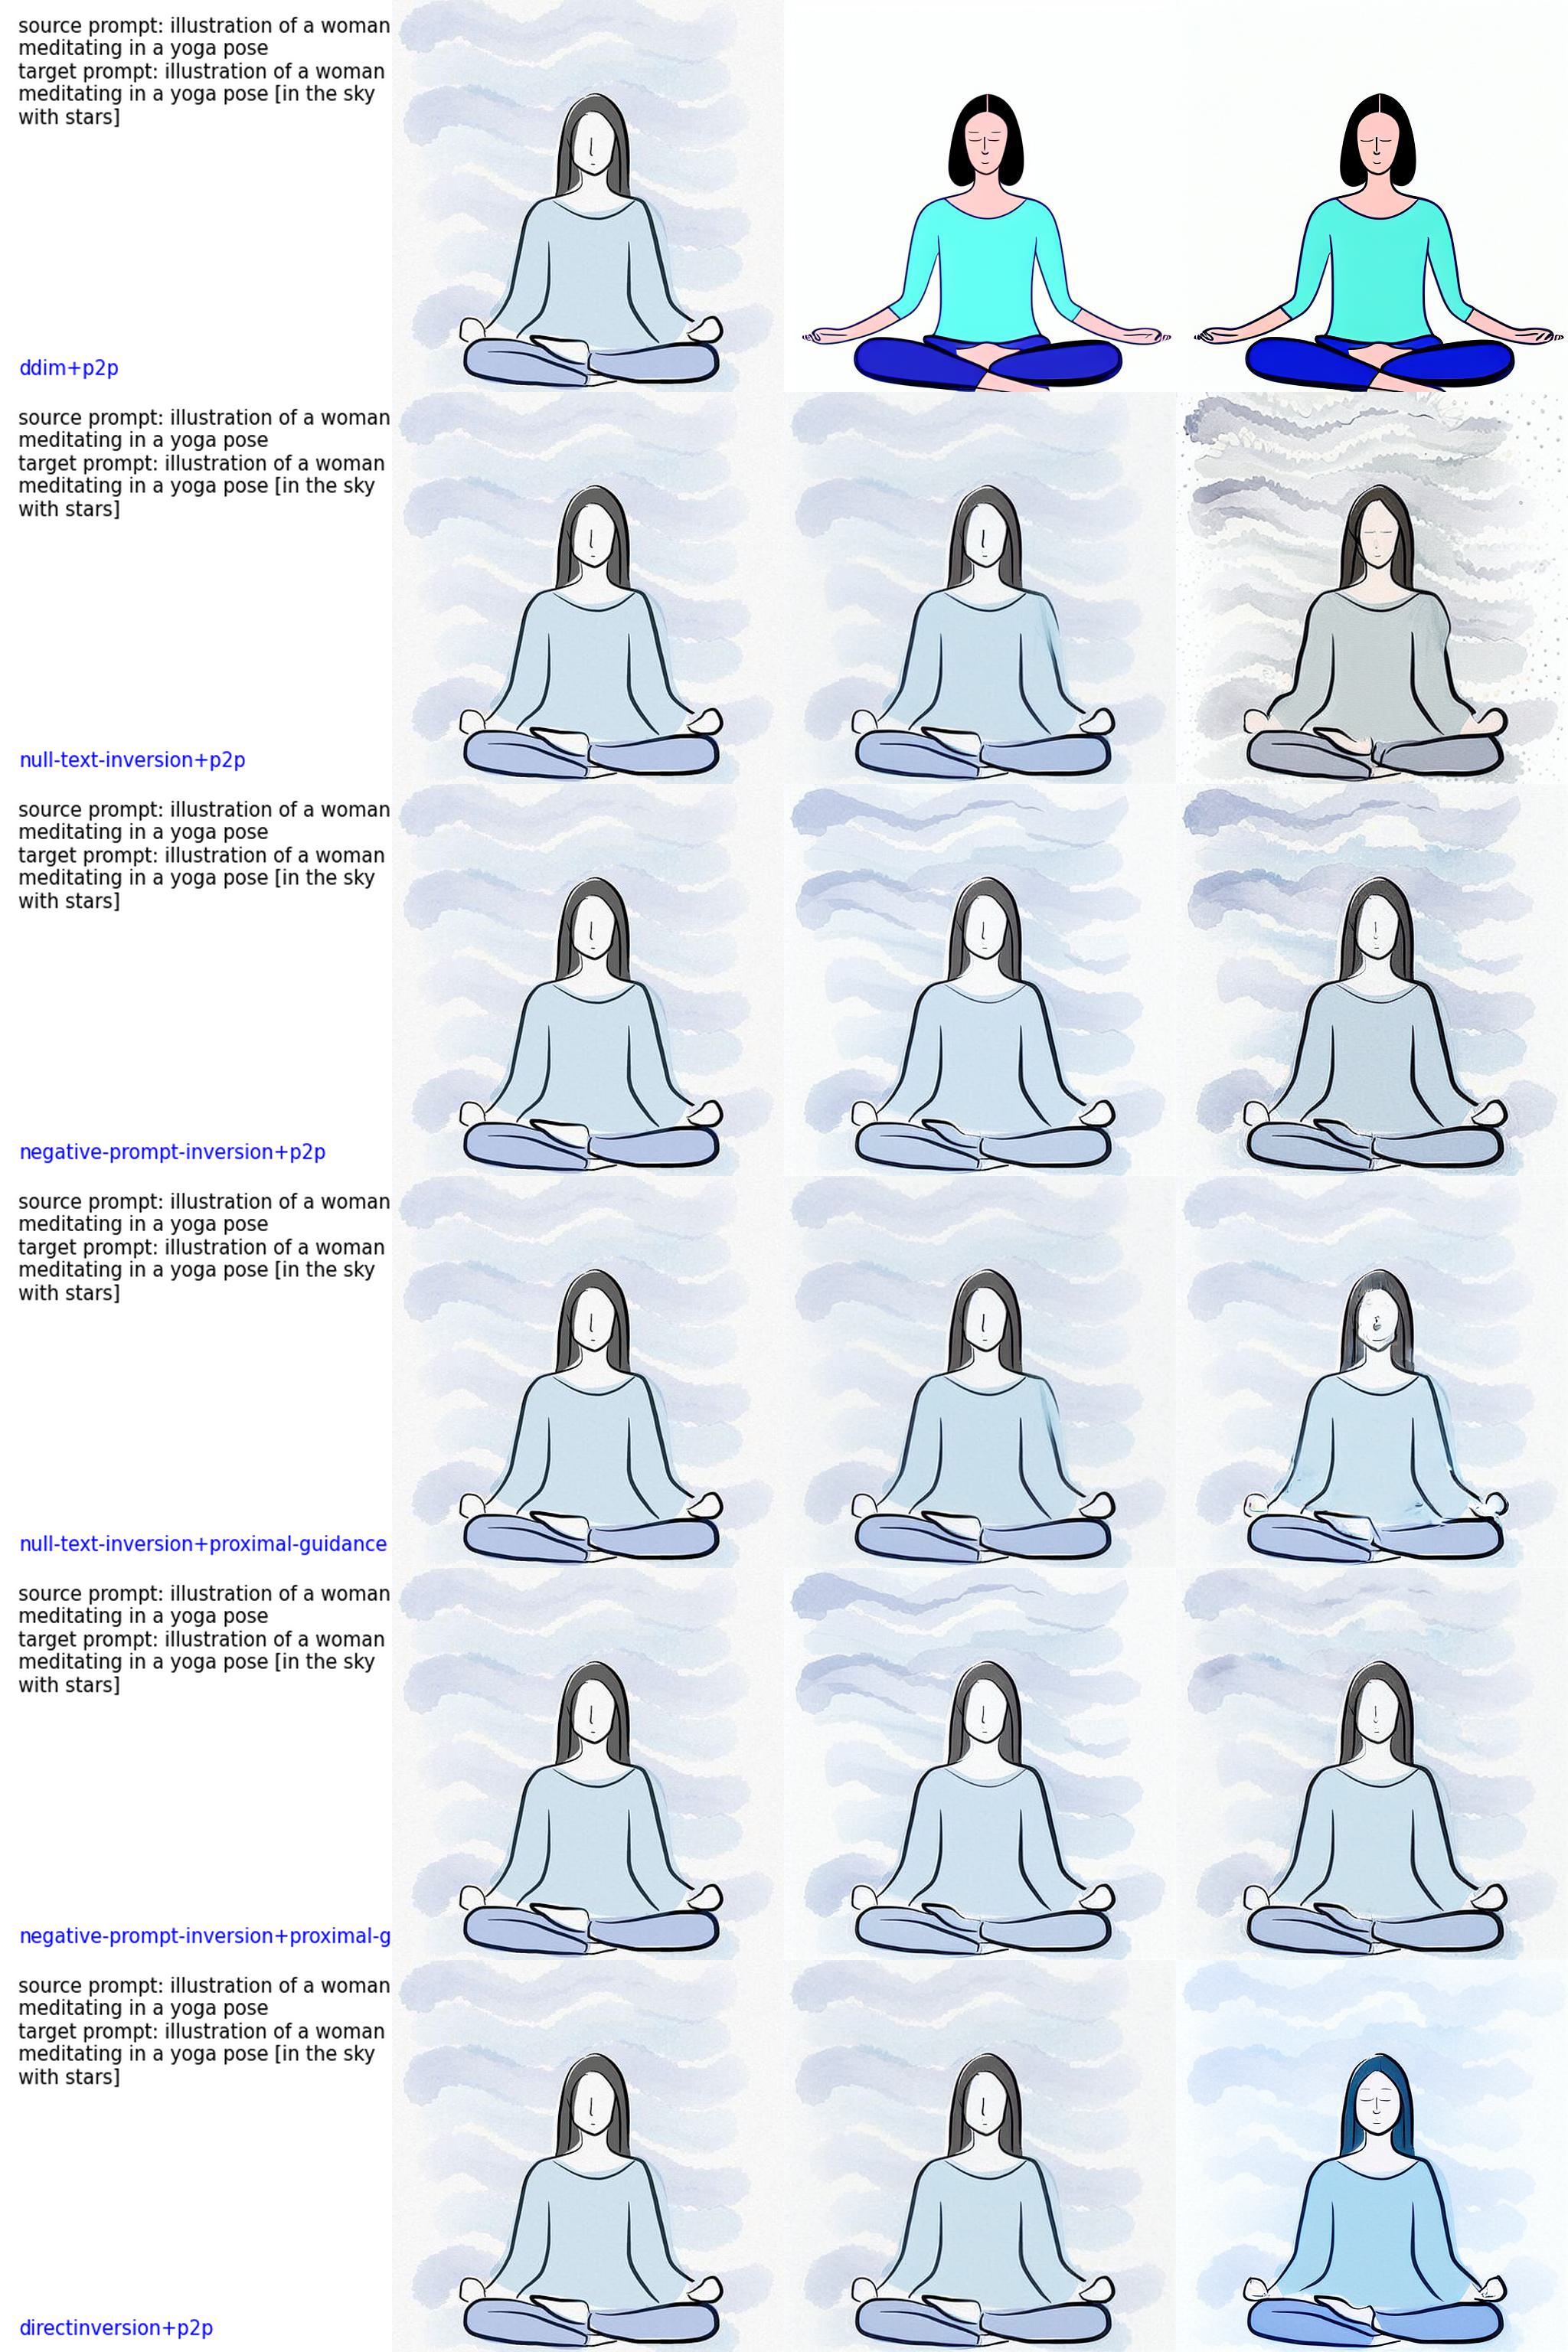 source prompt: illustration of a woman
meditating in a yoga pose
target prompt: illustration of a woman
meditating in a yoga pose [in the sky
with stars]
ddim+p2p
source prompt: illustration of a woman
meditating in a yoga pose
target prompt: illustration of a woman
meditating in a yoga pose [in the sky
with stars]
null-text-inversion+p2p
source prompt: illustration of a woman
meditating in a yoga pose
target prompt: illustration of a woman
meditating in a yoga pose [in the sky
with stars]
negative-prompt-inversion+p2p
source prompt: illustration of a woman
meditating in a yoga pose
target prompt: illustration of a woman
meditating in a yoga pose [in the sky
with stars]
null-text-inversion+proximal-guidance
source prompt: illustration of a woman
meditating in a yoga pose
target prompt: illustration of a woman
meditating in a yoga pose [in the sky
with stars]
negative-prompt-inversion+proximal-g
source prompt: illustration of a woman
meditating in a yoga pose
target prompt: illustration of a woman
meditating in a yoga pose [in the sky
with stars]
directinversion+p2p